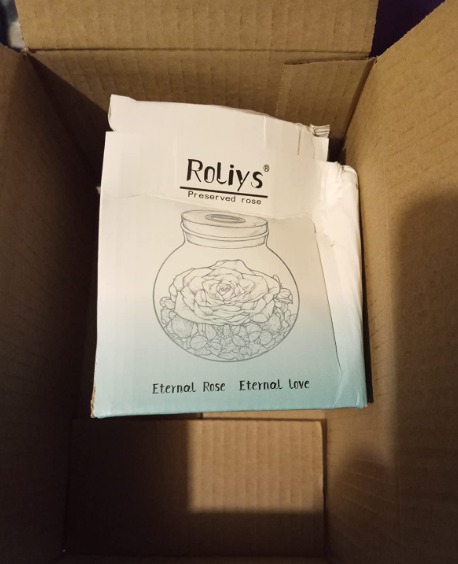 Roliys®
Preserved rose
Eternal Rose Eternal Love